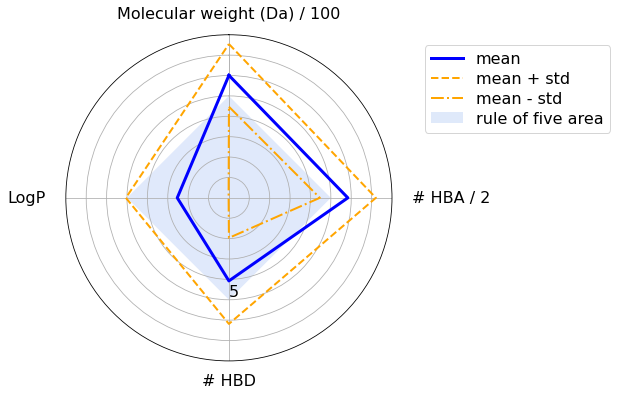 Molecular weight (Da) / 100
mean
mean + std
mean - std
rule of five area
LogP
# HBA / 2
5
# HBD